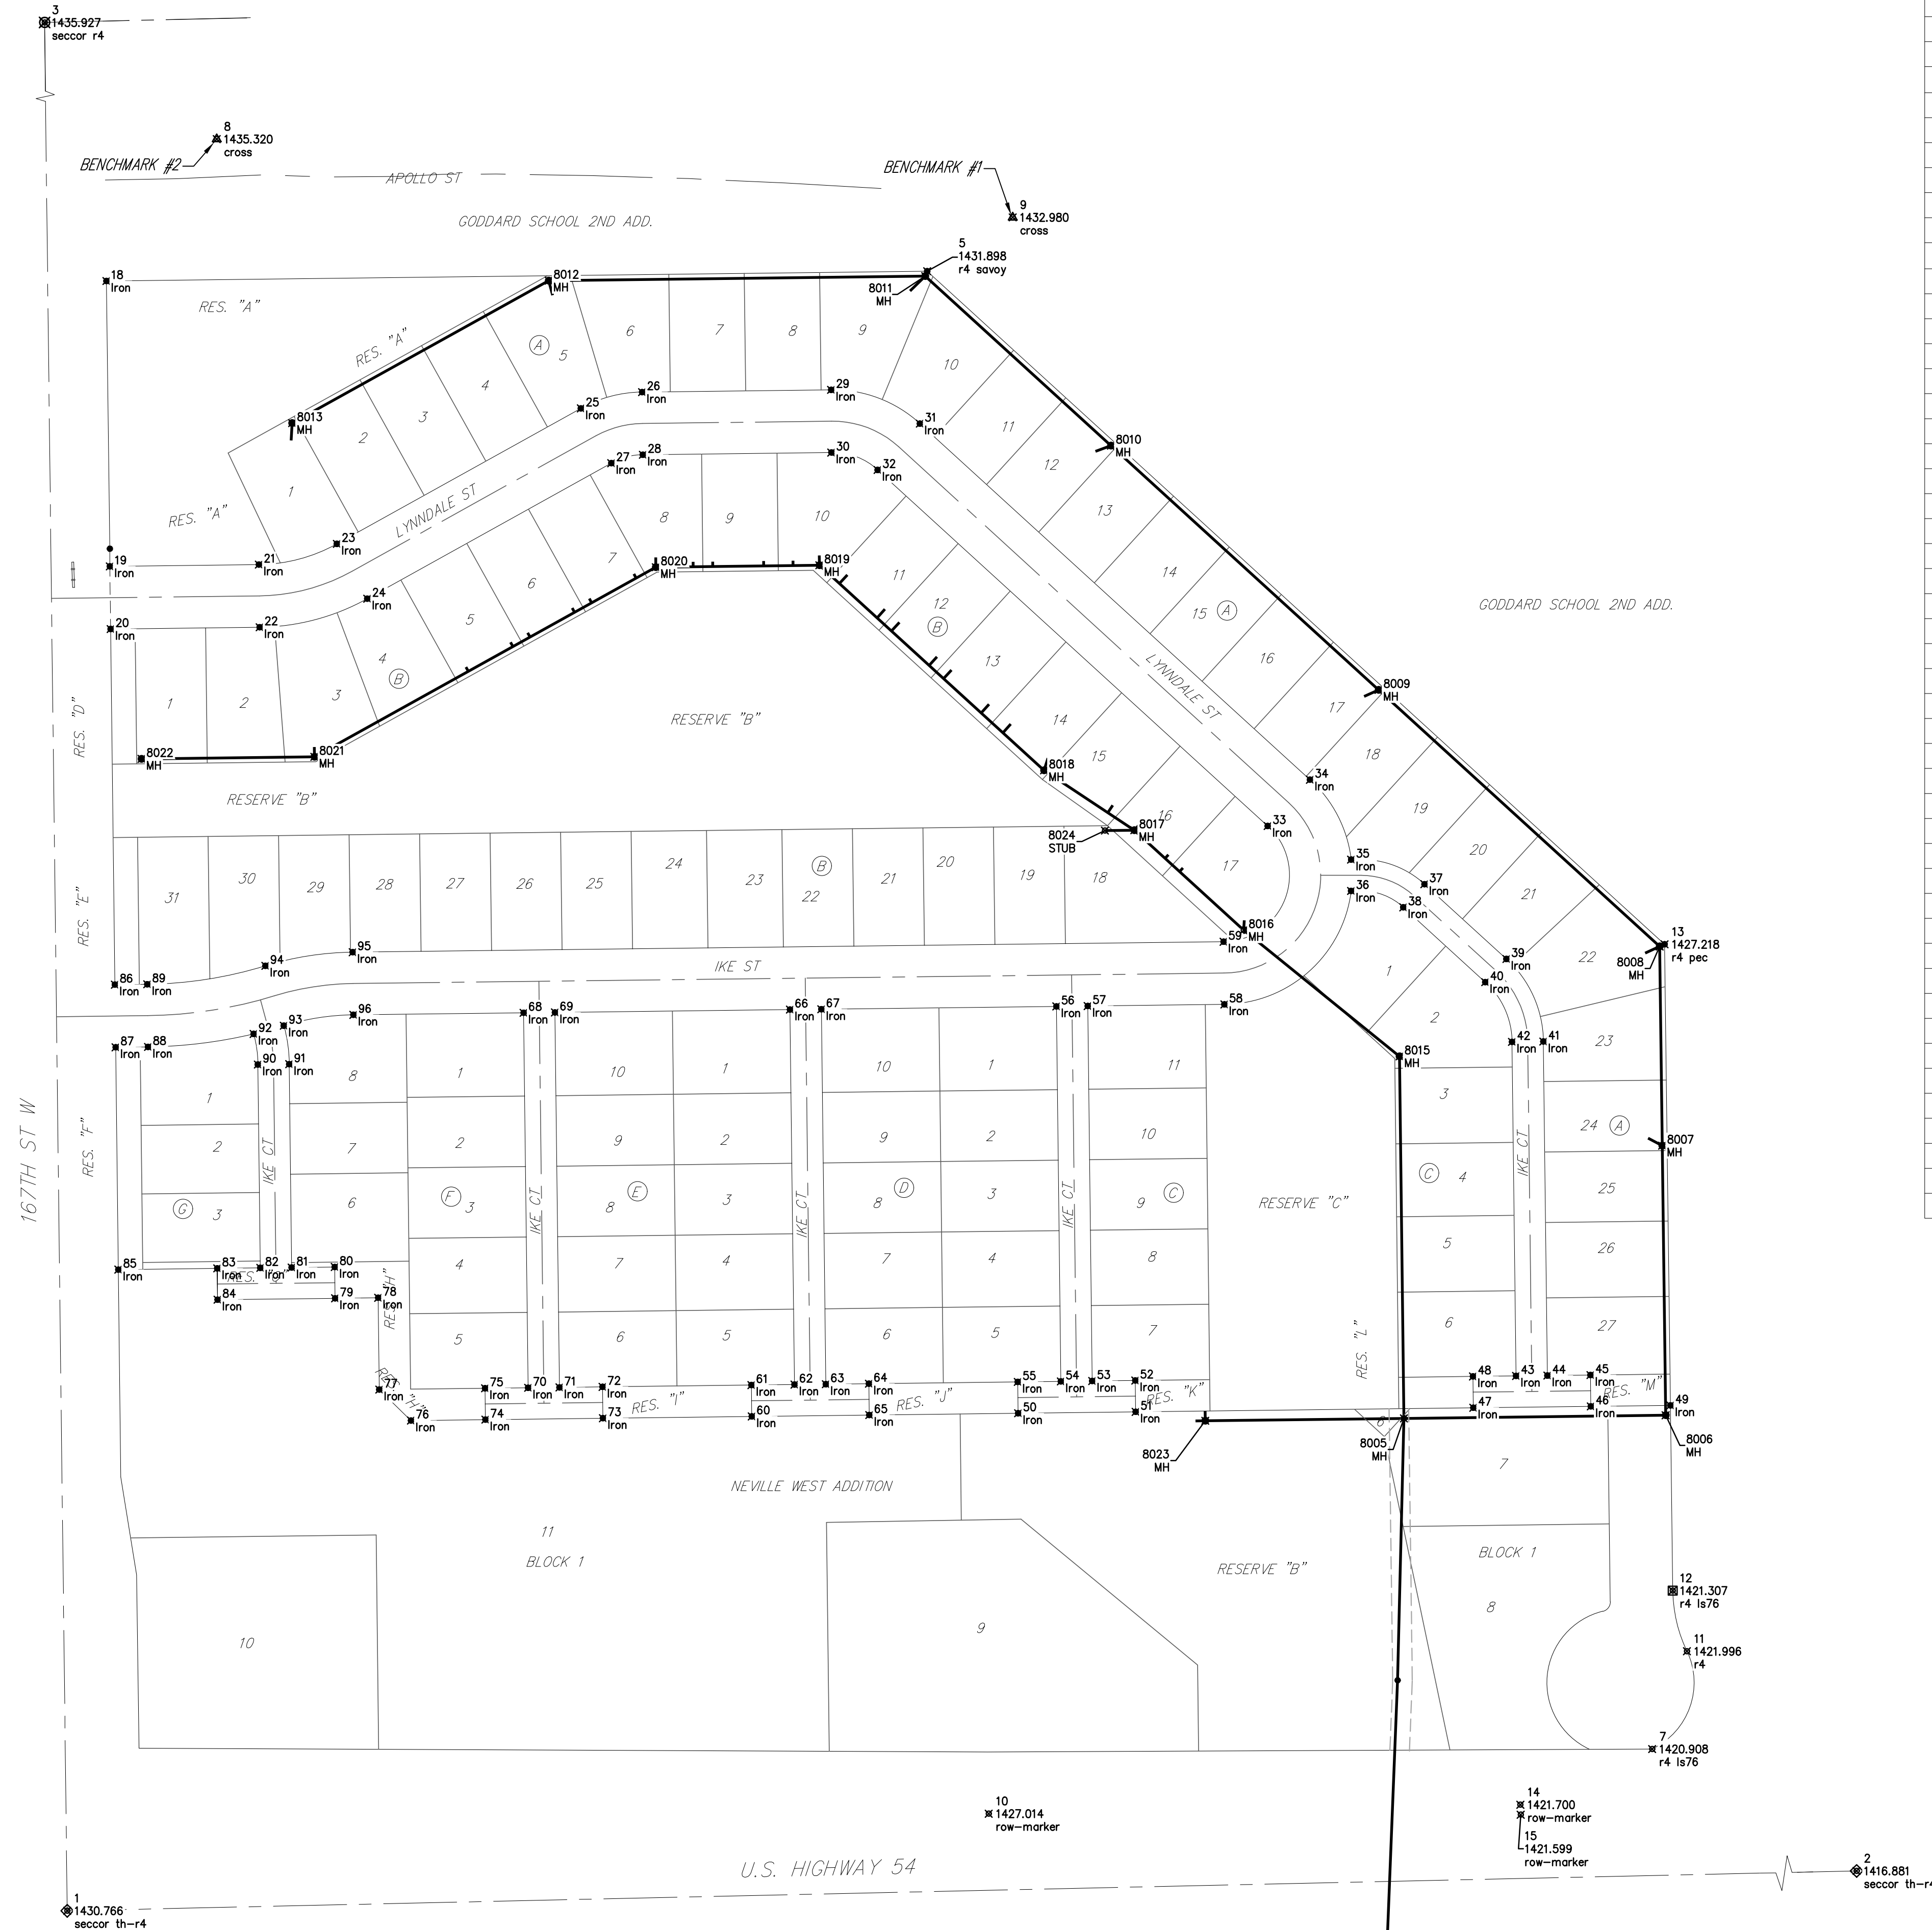 3
1435.927
seccor r4
8
1435.320
cross
BENCHMARK #2
BENCHMARK #1
APOLLO ST
9
1432.980
cross
GODDARD SCHOOL 2ND ADD.
5
1431.898
r4 savoy
18
Iron
8012
MH
8011
MH
RES. "A"
RES. "A"
A
5
6
7
8
9
10
4
3
2
1
26
Iron
29
Iron
25
Iron
31
Iron
8013
MH
11
12
8010
MH
13
27
Iron
28
Iron
30
Iron
32
Iron
LYNNDALE ST
RES. "A"
8
9
10
14
23
Iron
21
Iron
19
Iron
7
8020
MH
8019
MH
11
6
24
Iron
5
12
B
15
A
GODDARD SCHOOL 2ND ADD.
20
Iron
22
Iron
4
B
13
16
LYNNDALE ST
8009
MH
17
RES. "D"
1
2
3
RESERVE "B"
14
18
8022
MH
8021
MH
15
8018
MH
34
Iron
RESERVE "B"
19
16
8017
MH
8024
STUB
33
Iron
20
35
Iron
31
30
29
28
27
26
25
24
23
B
22
21
20
19
18
17
37
Iron
36
Iron
38
Iron
21
RES. "E"
8016
MH
59
Iron
13
1427.218
r4 pec
95
Iron
94
Iron
IKE ST
39
Iron
22
8008
MH
86
Iron
89
Iron
1
40
Iron
96
Iron
68
Iron
69
Iron
66
Iron
67
Iron
56
Iron
57
Iron
58
Iron
2
93
Iron
92
Iron
87
Iron
88
Iron
42
Iron
41
Iron
23
90
Iron
91
Iron
8015
MH
8
1
10
1
10
1
11
3
1
24
A
8007
MH
167TH ST W
RES. "F"
2
IKE CT
7
2
9
2
9
2
10
IKE CT
C
4
25
G
3
6
F
3
IKE CT
8
E
3
IKE CT
8
D
3
IKE CT
9
C
RESERVE "C"
5
26
4
7
4
7
4
8
85
Iron
83
Iron
82
Iron
81
Iron
80
Iron
RES. "G"
84
Iron
79
Iron
78
Iron
RES. "H"
5
6
5
6
5
7
6
27
RES. "L"
77
Iron
RES. "H"
75
Iron
70
Iron
71
Iron
72
Iron
61
Iron
62
Iron
63
Iron
64
Iron
55
Iron
54
Iron
53
Iron
52
Iron
48
Iron
43
Iron
44
Iron
45
Iron
RES. "I"
RES. "J"
RES. "K"
RES. "M"
76
Iron
74
Iron
73
Iron
60
Iron
65
Iron
50
Iron
51
Iron
47
Iron
46
Iron
49
Iron
8023
MH
6
8005
MH
8006
MH
NEVILLE WEST ADDITION
7
11
BLOCK 1
RESERVE "B"
BLOCK 1
12
1421.307
r4 ls76
8
10
9
11
1421.996
r4
7
1420.908
r4 ls76
10
1427.014
row-marker
14
1421.700
row-marker
15
1421.599
row-marker
U.S. HIGHWAY 54
2
1416.881
seccor th-r4
1
1430.766
seccor th-r4